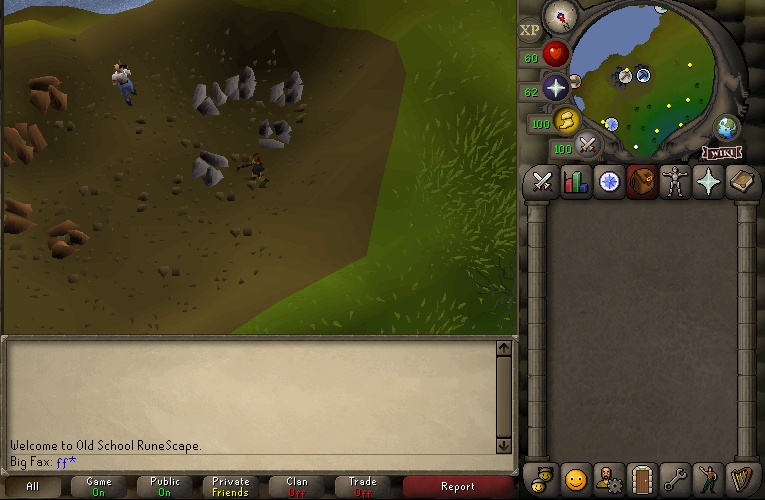 XP
60
62
100
100
WIKI
Welcome to Old School RuneScape.
Big Fax: ff*
All
Game
On
Public
On
Private
Friends
Clan
Off
Trade
Off
Report